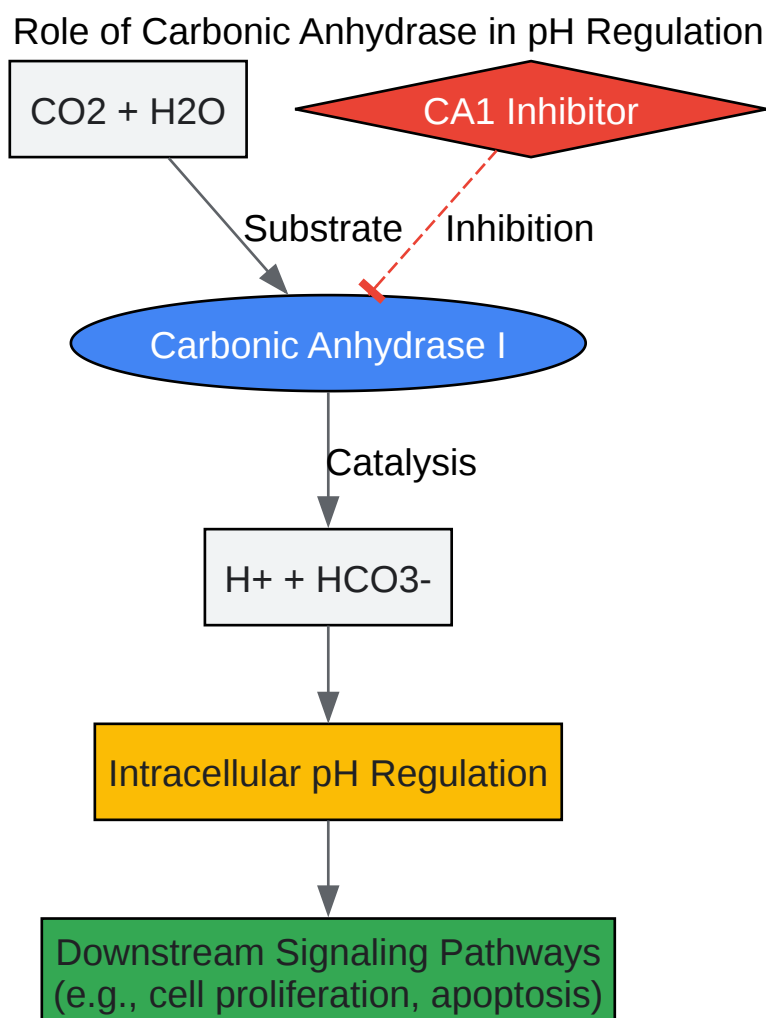 Role of Carbonic Anhydrase in pH Regulation
CO2 + H2O
CA1 Inhibitor
Substrate
Inhibition
Carbonic Anhydrase I
Catalysis
H+ + HCO3-
Intracellular pH Regulation
Downstream Signaling Pathways
(e.g., cell proliferation, apoptosis)